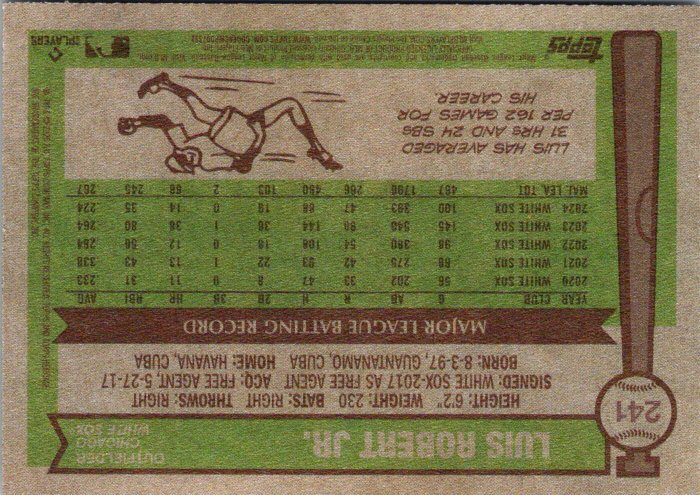 241
LUIS ROBERT JR.
OUTFIELDER
CHICAGO
WHITE SOX
HEIGHT: 6'2" WEIGHT: 230 BATS: RIGHT THROWS: RIGHT
SIGNED: WHITE SOX-2017 AS FREE AGENT ACQ: FREE AGENT, 5-27-17
BORN: 8-3-97, GUANTANAMO, CUBA HOME: HAVANA, CUBA
MAJOR LEAGUE BATTING RECORD
YEAR CLUB G AB R H 2B 3B HR RBI AVG
2020 WHITE SOX 56 202 33 47 8 0 11 31 .233
2021 WHITE SOX 68 275 42 93 22 1 13 43 .338
2022 WHITE SOX 98 380 54 108 18 0 12 56 .284
2023 WHITE SOX 145 546 90 144 36 1 38 80 .264
2024 WHITE SOX 100 393 47 88 19 0 14 35 .224
MAJ LEA TOT 467 1796 266 480 103 2 88 245 .267
LUIS HAS AVERAGED
31 HRs AND 24 SBs
PER 162 GAMES FOR
HIS CAREER.
Topps
PLAYERS